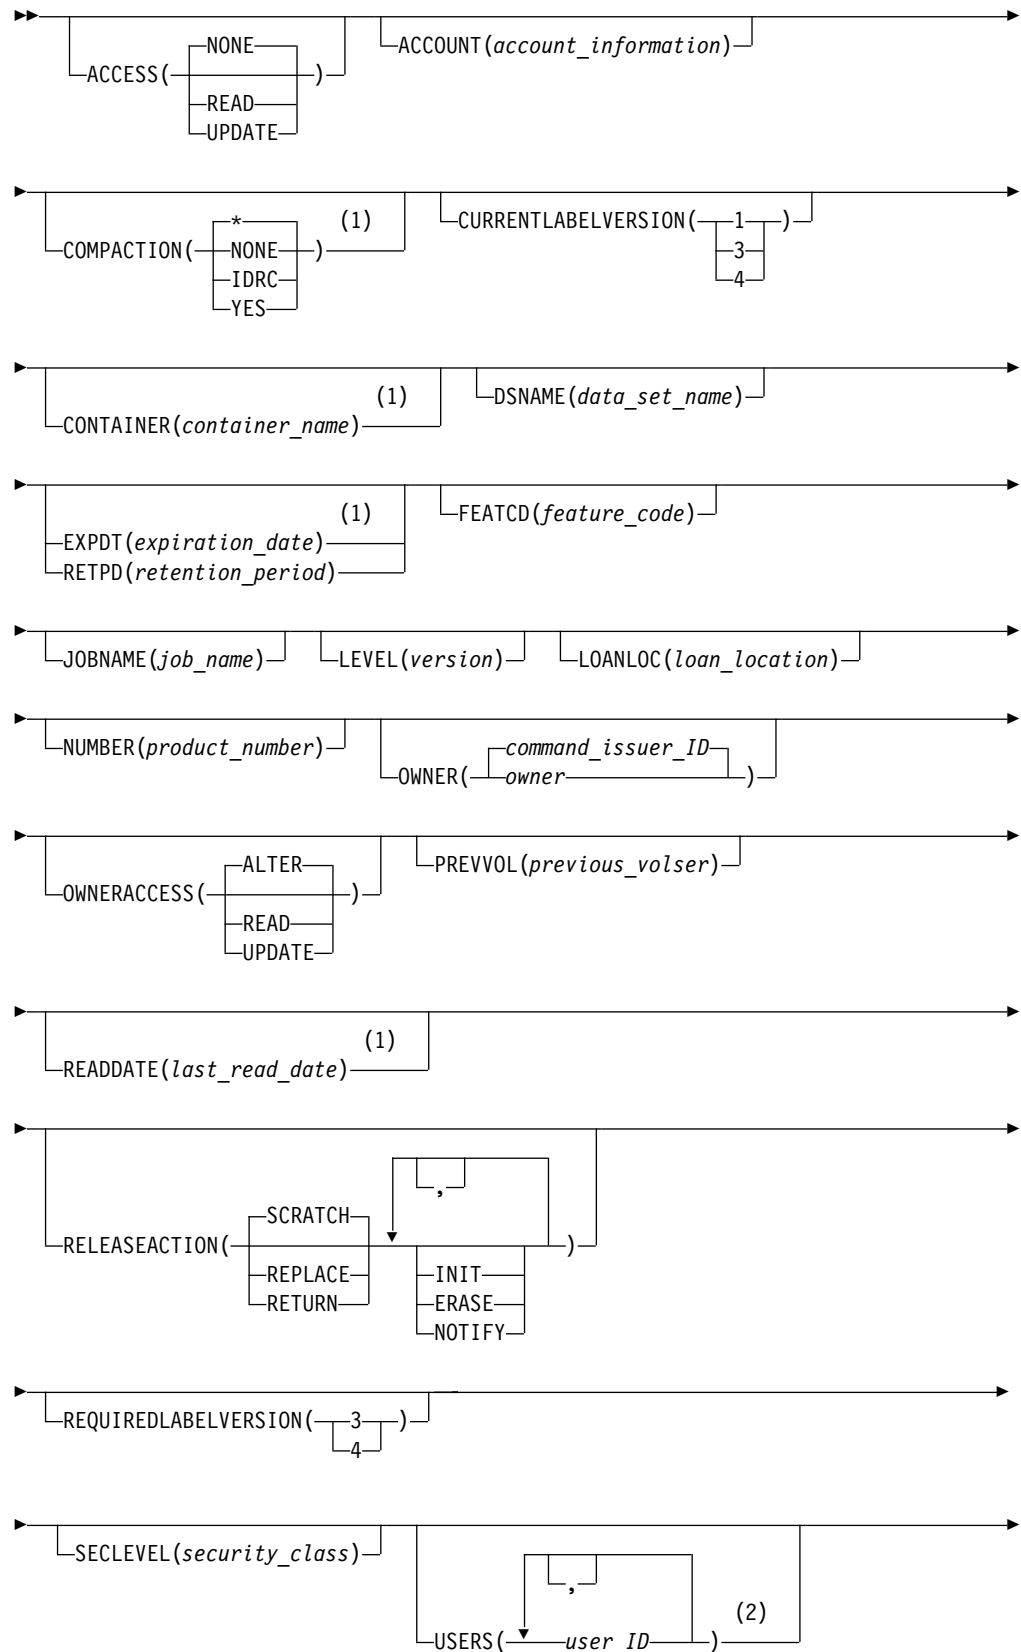 NONE
ACCESS( )
READ
UPDATE
ACCOUNT(account_information)
*
COMPACTION( NONE )
IDRC
YES
(1)
CURRENTLABELVERSION( 1 )
3
4
(1)
CONTAINER(container_name)
DSNAME(data_set_name)
(1)
EXPDT(expiration_date)
RETPD(retention_period)
FEATCD(feature_code)
JOBNAME(job_name) LEVEL(version) LOANLOC(loan_location)
NUMBER(product_number)
command_issuer_ID
OWNER( owner )
ALTER
OWNERACCESS( )
READ
UPDATE
PREVVOL(previous_volser)
(1)
READDATE(last_read_date)
,
SCRATCH
RELEASEACTION( )
REPLACE INIT
RETURN ERASE
NOTIFY
REQUIREDLABELVERSION( 3 )
4
SECLEVEL(security_class)
,
(2)
USERS( user_ID )